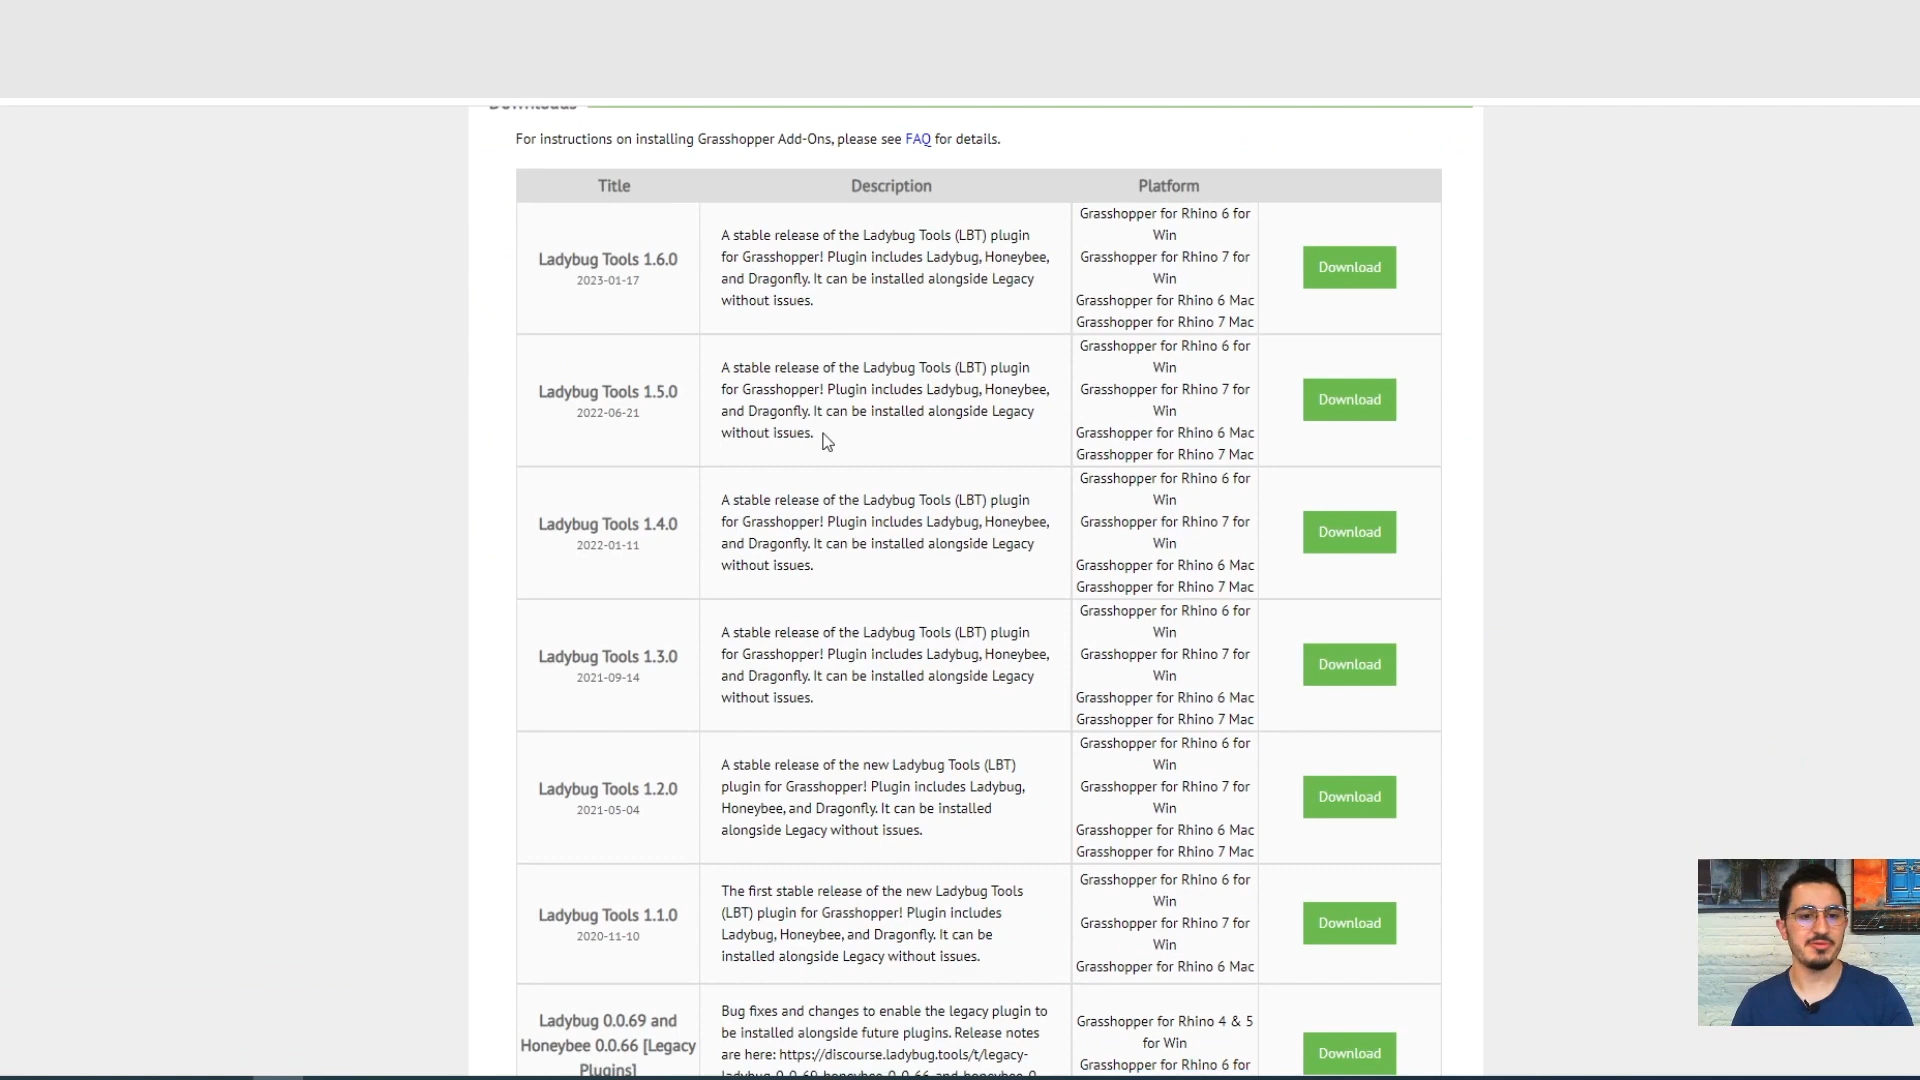 Downloads
For instructions on installing Grasshopper Add-Ons, please see FAQ for details.
Title Description Platform
Ladybug Tools 1.6.0
2023-01-17
A stable release of the Ladybug Tools (LBT) plugin
for Grasshopper! Plugin includes Ladybug, Honeybee,
and Dragonfly. It can be installed alongside Legacy
without issues.
Grasshopper for Rhino 6 for
Win
Grasshopper for Rhino 7 for
Win
Grasshopper for Rhino 6 Mac
Grasshopper for Rhino 7 Mac
Download
Ladybug Tools 1.5.0
2022-06-21
A stable release of the Ladybug Tools (LBT) plugin
for Grasshopper! Plugin includes Ladybug, Honeybee,
and Dragonfly. It can be installed alongside Legacy
without issues.
Grasshopper for Rhino 6 for
Win
Grasshopper for Rhino 7 for
Win
Grasshopper for Rhino 6 Mac
Grasshopper for Rhino 7 Mac
Download
Ladybug Tools 1.4.0
2022-01-11
A stable release of the Ladybug Tools (LBT) plugin
for Grasshopper! Plugin includes Ladybug, Honeybee,
and Dragonfly. It can be installed alongside Legacy
without issues.
Grasshopper for Rhino 6 for
Win
Grasshopper for Rhino 7 for
Win
Grasshopper for Rhino 6 Mac
Grasshopper for Rhino 7 Mac
Download
Ladybug Tools 1.3.0
2021-09-14
A stable release of the Ladybug Tools (LBT) plugin
for Grasshopper! Plugin includes Ladybug, Honeybee,
and Dragonfly. It can be installed alongside Legacy
without issues.
Grasshopper for Rhino 6 for
Win
Grasshopper for Rhino 7 for
Win
Grasshopper for Rhino 6 Mac
Grasshopper for Rhino 7 Mac
Download
Ladybug Tools 1.2.0
2021-05-04
A stable release of the new Ladybug Tools (LBT)
plugin for Grasshopper! Plugin includes Ladybug,
Honeybee, and Dragonfly. It can be installed
alongside Legacy without issues.
Grasshopper for Rhino 6 for
Win
Grasshopper for Rhino 7 for
Win
Grasshopper for Rhino 6 Mac
Grasshopper for Rhino 7 Mac
Download
Ladybug Tools 1.1.0
2020-11-10
The first stable release of the new Ladybug Tools
(LBT) plugin for Grasshopper! Plugin includes
Ladybug, Honeybee, and Dragonfly. It can be
installed alongside Legacy without issues.
Grasshopper for Rhino 6 for
Win
Grasshopper for Rhino 7 for
Win
Grasshopper for Rhino 6 Mac
Download
Ladybug 0.0.69 and
Honeybee 0.0.66 [Legacy
Plugins]
Bug fixes and changes to enable the legacy plugin to
be installed alongside future plugins. Release notes
are here: https://discourse.ladybug.tools/t/legacy-
ladybug-0-0-69-honeybee-0-0-66-and-honeybee-0-
Grasshopper for Rhino 4 & 5
for Win
Grasshopper for Rhino 6 for
Download